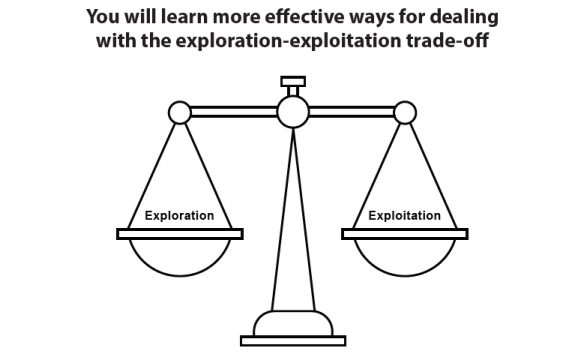 You will learn more effective ways for dealing
with the exploration-exploitation trade-off
Exploration
Exploitation